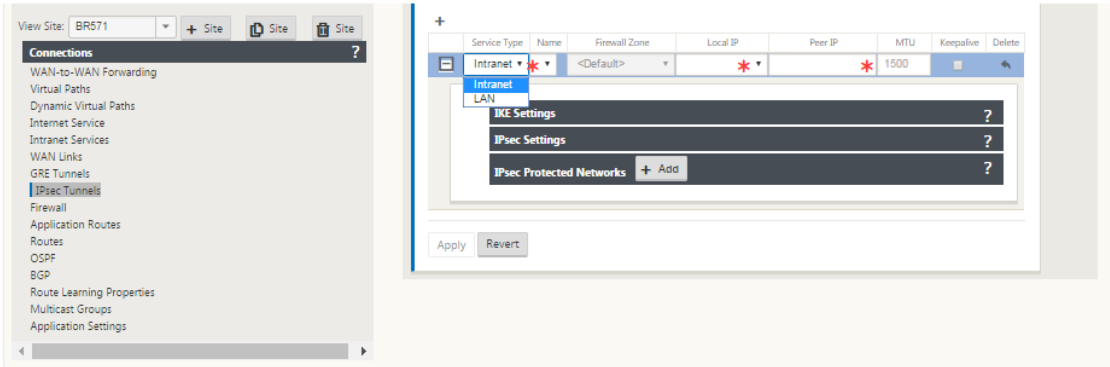 View Site: BR571 + Site Site Site
Connections ?
WAN-to-WAN Forwarding
Virtual Paths
Dynamic Virtual Paths
Internet Service
Intranet Services
WAN Links
GRE Tunnels
IPsec Tunnels
Firewall
Application Routes
Routes
OSPF
BGP
Route Learning Properties
Multicast Groups
Application Settings
+
Service Type Name Firewall Zone Local IP Peer IP MTU Keepalive Delete
Intranet <Default> 1500
Intranet
LAN
IKE Settings ?
IPsec Settings ?
IPsec Protected Networks + Add ?
Apply Revert